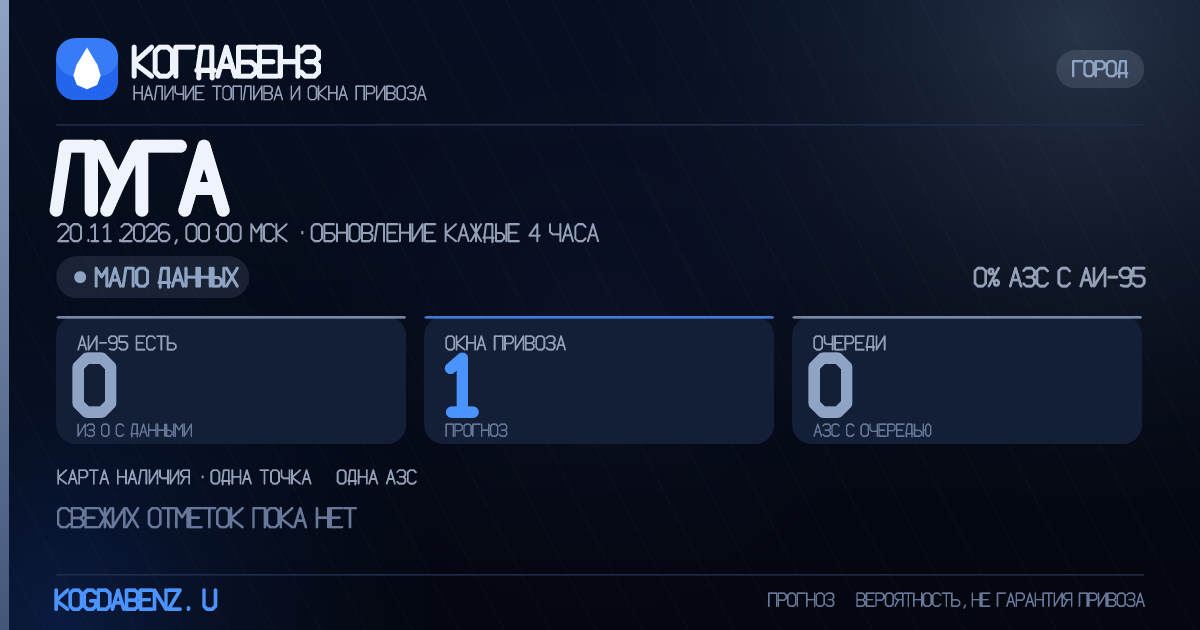 КОГДАБЕНЗ
НАЛИЧИЕ ТОПЛИВА И ОКНА ПРИВОЗА
ГОРОД
ЛУГА
20.11.2026, 00:00 МСК · ОБНОВЛЕНИЕ КАЖДЫЕ 4 ЧАСА
МАЛО ДАННЫХ
0% АЗС С АИ-95
АИ-95 ЕСТЬ
0
ИЗ 0 С ДАННЫМИ
ОКНА ПРИВОЗА
1
ПРОГНОЗ
ОЧЕРЕДИ
0
АЗС С ОЧЕРЕДЬЮ
КАРТА НАЛИЧИЯ · ОДНА ТОЧКА ОДНА АЗС
СВЕЖИХ ОТМЕТОК ПОКА НЕТ
KOGDABENZ. U
ПРОГНОЗ ВЕРОЯТНОСТЬ, НЕ ГАРАНТИЯ ПРИВОЗА